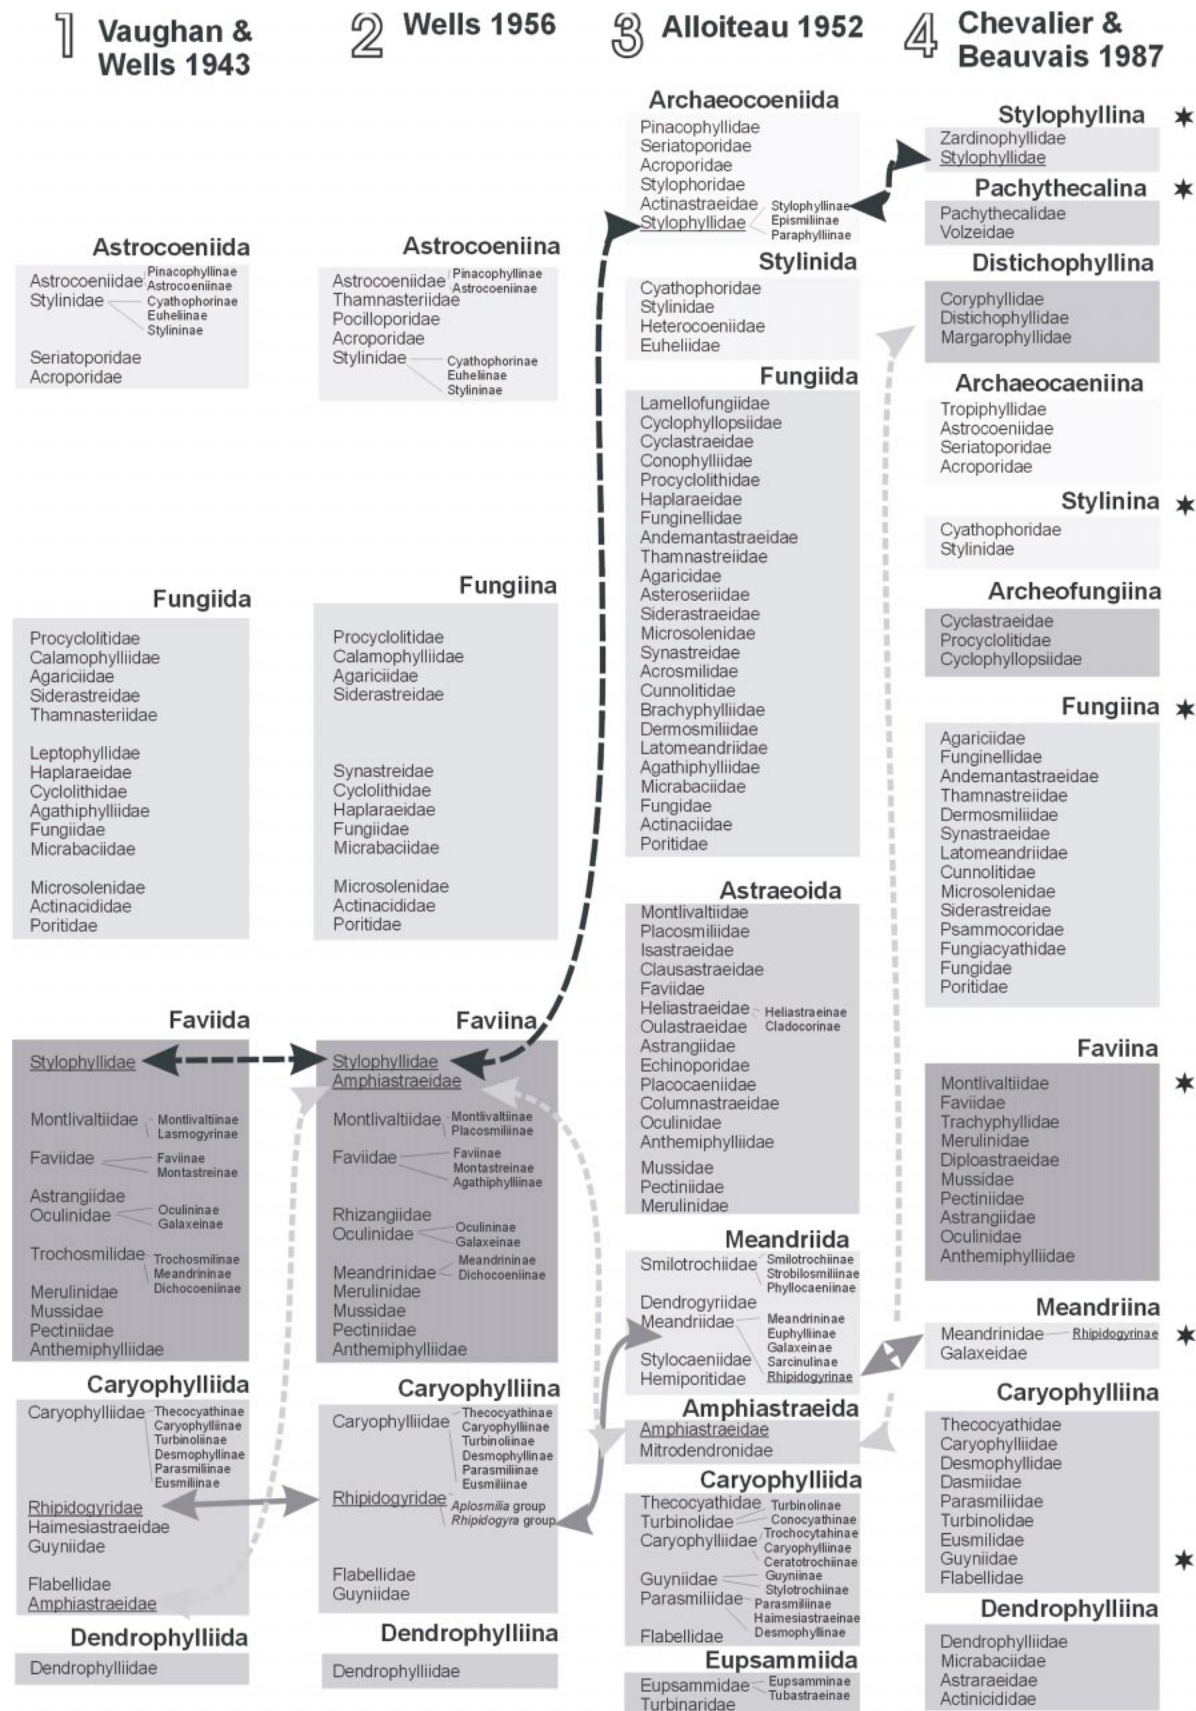 1 Vaughan &
Wells 1943
Astrocoeniida
Astrocoeniidae
Pinacophyllinae
Astrocoeniinae
Stylinidae
Cyathophorinae
Euheliinae
Stylininae
Seriatoporidae
Acroporidae
Fungiida
Procyclolitidae
Calamophylliidae
Agariciidae
Siderastreidae
Thamnasteriidae
Leptophyllidae
Haplaraeidae
Cyclolithidae
Agathiphylliidae
Fungiidae
Micrabaciidae
Microsolenidae
Actinacididae
Poritidae
Faviida
Stylophyllidae
Montlivaltiidae
Montlivaltiinae
Lasmogyrinae
Faviidae
Faviinae
Montastreinae
Astrangiidae
Oculinidae
Oculininae
Galaxeinae
Trochosmilidae
Trochosmilinae
Meandrininae
Dichocoeniinae
Merulinidae
Mussidae
Pectiniidae
Anthemiphylliidae
Caryophylliida
Caryophylliidae
Thecocyathinae
Caryophylliinae
Turbinoliinae
Desmophyllinae
Parasmiliinae
Eusmiliinae
Rhipidogyridae
Haimesiastraeidae
Guyniidae
Flabellidae
Amphiastraeidae
Dendrophylliida
Dendrophylliidae
2 Wells 1956
Astrocoeniina
Astrocoeniidae
Pinacophyllinae
Astrocoeniinae
Thamnasteriidae
Pocilloporidae
Acroporidae
Stylinidae
Cyathophorinae
Euheliinae
Stylininae
Fungiina
Procyclolitidae
Calamophylliidae
Agariciidae
Siderastreidae
Synastreidae
Cyclolithidae
Haplaraeidae
Fungiidae
Micrabaciidae
Microsolenidae
Actinacididae
Poritidae
Faviina
Stylophyllidae
Amphiastraeidae
Montlivaltiidae
Montlivaltiinae
Placosmiliinae
Faviidae
Faviinae
Montastreinae
Agathiphylliinae
Rhizangiidae
Oculinidae
Oculininae
Galaxeinae
Meandrinidae
Meandrininae
Dichocoeniinae
Merulinidae
Mussidae
Pectiniidae
Anthemiphylliidae
Caryophylliina
Caryophylliidae
Thecocyathinae
Caryophylliinae
Turbinoliinae
Desmophyllinae
Parasmiliinae
Eusmiliinae
Rhipidogyridae
Aplosmilia group
Rhipidogyra group
Flabellidae
Guyniidae
Dendrophylliina
Dendrophylliidae
3 Alloiteau 1952
Archaeocoeniida
Pinacophyllidae
Seriatoporidae
Acroporidae
Stylophoridae
Actinastraeidae
Stylophyllidae
Stylophyllinae
Epismiliinae
Paraphylliinae
Stylinida
Cyathophoridae
Stylinidae
Heterocoeniidae
Euheliidae
Fungiida
Lamellofungiidae
Cyclophyllopsiidae
Cyclastraeidae
Conophylliidae
Procyclolithidae
Haplaraeidae
Funginellidae
Andemantastraeidae
Thamnastreiidae
Agaricidae
Asteroseriidae
Siderastraeidae
Microsolenidae
Synastreidae
Acrosmilidae
Cunnolitidae
Brachyphylliidae
Dermosmiliidae
Latomeandriidae
Agathiphylliidae
Micrabaciidae
Fungidae
Actinaciidae
Poritidae
Astraeoida
Montlivaltiidae
Placosmiliidae
Isastraeidae
Clausastraeidae
Faviidae
Heliastraeidae
Heliastraeinae
Cladocorinae
Oulastraeidae
Astrangiidae
Echinoporidae
Placocaeniidae
Columnastraeidae
Oculinidae
Anthemiphylliidae
Mussidae
Pectiniidae
Merulinidae
Meandriida
Smilotrochiidae
Smilotrochiinae
Strobilosmiliinae
Phyllocaeniinae
Dendrogyriidae
Meandriidae
Meandrininae
Euphylliinae
Galaxeinae
Sarcinulinae
Rhipidogyrinae
Stylocaeniidae
Hemiporitidae
Amphiastraeida
Amphiastraeidae
Mitrodendronidae
Caryophylliida
Thecocyathidae
Turbinolidae
Turbinolinae
Conocyathinae
Caryophylliidae
Trochocytahinae
Caryophylliinae
Ceratotrochiinae
Guyniidae
Guyniinae
Stylotrochiinae
Parasmiliidae
Parasmiliinae
Haimesiastraeinae
Desmophyllinae
Flabellidae
Eupsammiida
Eupsammidae
Eupsamminae
Tubastraeinae
Turbinaridae
4 Chevalier &
Beauvais 1987
Stylophyllina
Zardinophyllidae
Stylophyllidae
Pachythecalina
Pachythecalidae
Volzeidae
Distichophyllina
Coryphyllidae
Distichophyllidae
Margarophyllidae
Archaeocaeniina
Tropiphyllidae
Astrocoeniidae
Seriatoporidae
Acroporidae
Stylinina
Cyathophoridae
Stylinidae
Archeofungiina
Cyclastraeidae
Procyclolitidae
Cyclophyllopsiidae
Fungiina
Agariciidae
Funginellidae
Andemantastraeidae
Thamnastreiidae
Dermosmiliidae
Synastraeidae
Latomeandriidae
Cunnolitidae
Microsolenidae
Siderastreidae
Psammocoridae
Fungiacyathidae
Fungidae
Poritidae
Faviina
Montlivaltiidae
Faviidae
Trachyphyllidae
Merulinidae
Diploastraeidae
Mussidae
Pectiniidae
Astrangiidae
Oculinidae
Anthemiphylliidae
Meandriina
Meandrinidae
Rhipidogyrinae
Galaxeidae
Caryophylliina
Thecocyathidae
Caryophylliidae
Desmophyllidae
Dasmiidae
Parasmiliidae
Turbinolidae
Eusmilidae
Guyniidae
Flabellidae
Dendrophylliina
Dendrophylliidae
Micrabaciidae
Astraraeidae
Actinicididae